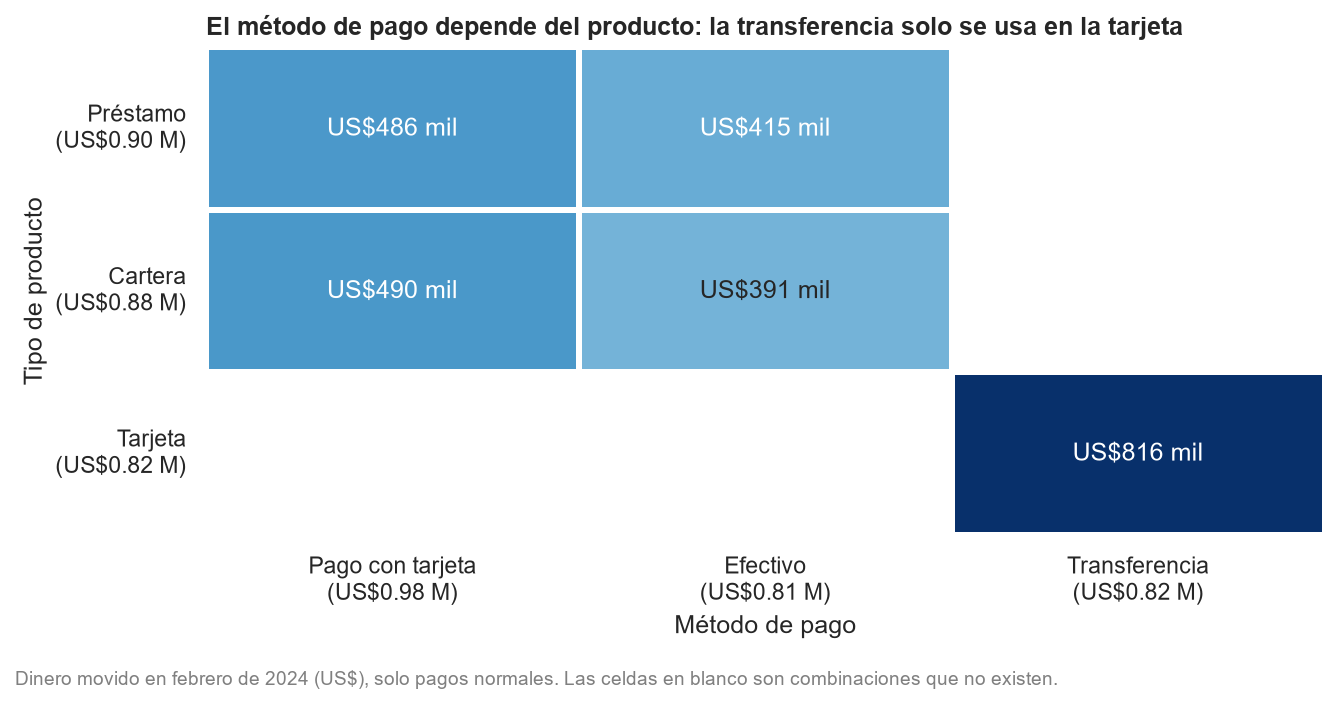 El método de pago depende del producto: la transferencia solo se usa en la tarjeta
Tipo de producto
Préstamo
(US$0.90 M)
US$486 mil
US$415 mil
Cartera
(US$0.88 M)
US$490 mil
US$391 mil
Tarjeta
(US$0.82 M)
US$816 mil
Pago con tarjeta
(US$0.98 M)
Efectivo
(US$0.81 M)
Transferencia
(US$0.82 M)
Método de pago
Dinero movido en febrero de 2024 (US$), solo pagos normales. Las celdas en blanco son combinaciones que no existen.